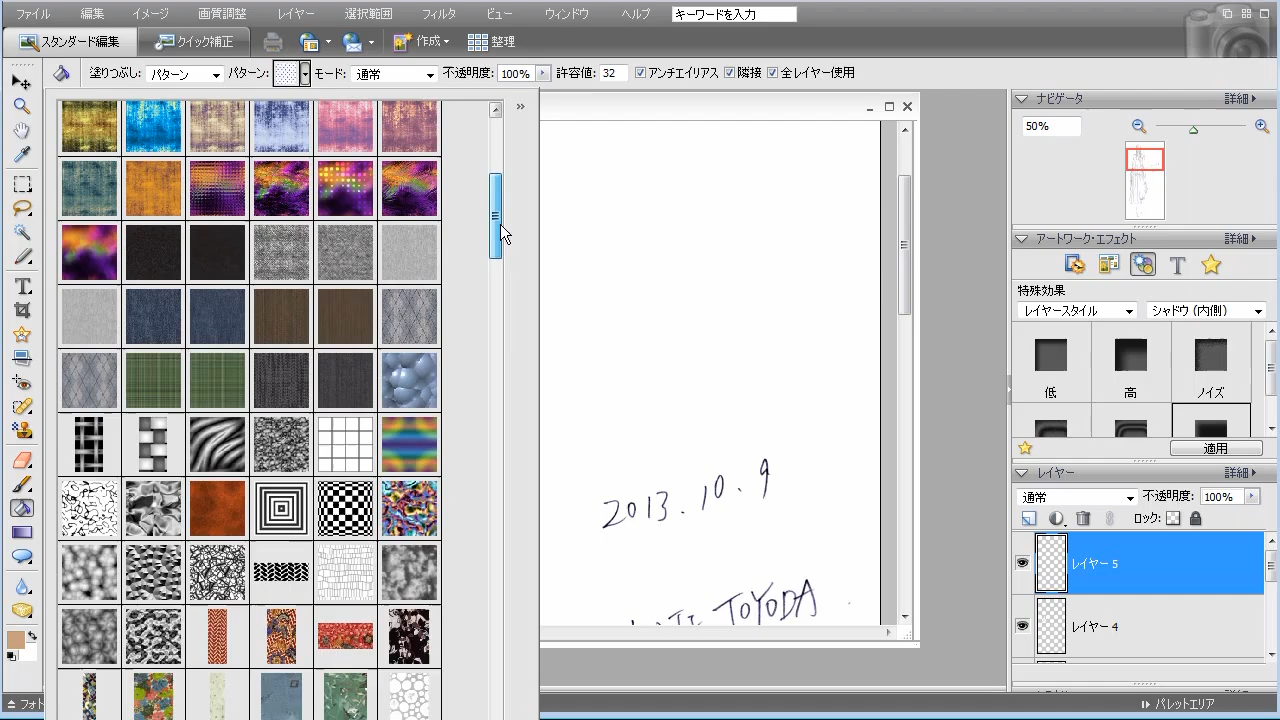 ファイル 編集 イメージ 画質調整 レイヤー 選択範囲 フィルタ ビュー ウィンドウ ヘルプ キーワードを入力
スタンダード編集 クイック補正 作成 整理
塗りつぶし: パターン パターン: モード: 通常 不透明度: 100% 許容値: 32 アンチエイリアス 隣接 全レイヤー使用
ナビゲータ 詳細
50%
アートワーク・エフェクト 詳細
特殊効果
レイヤースタイル シャドウ (内側)
低 高 ノイズ
適用
レイヤー 詳細
通常 不透明度: 100%
ロック:
レイヤー 5
レイヤー 4
2013.10.9
TOYODA
フォト
パレットエリア